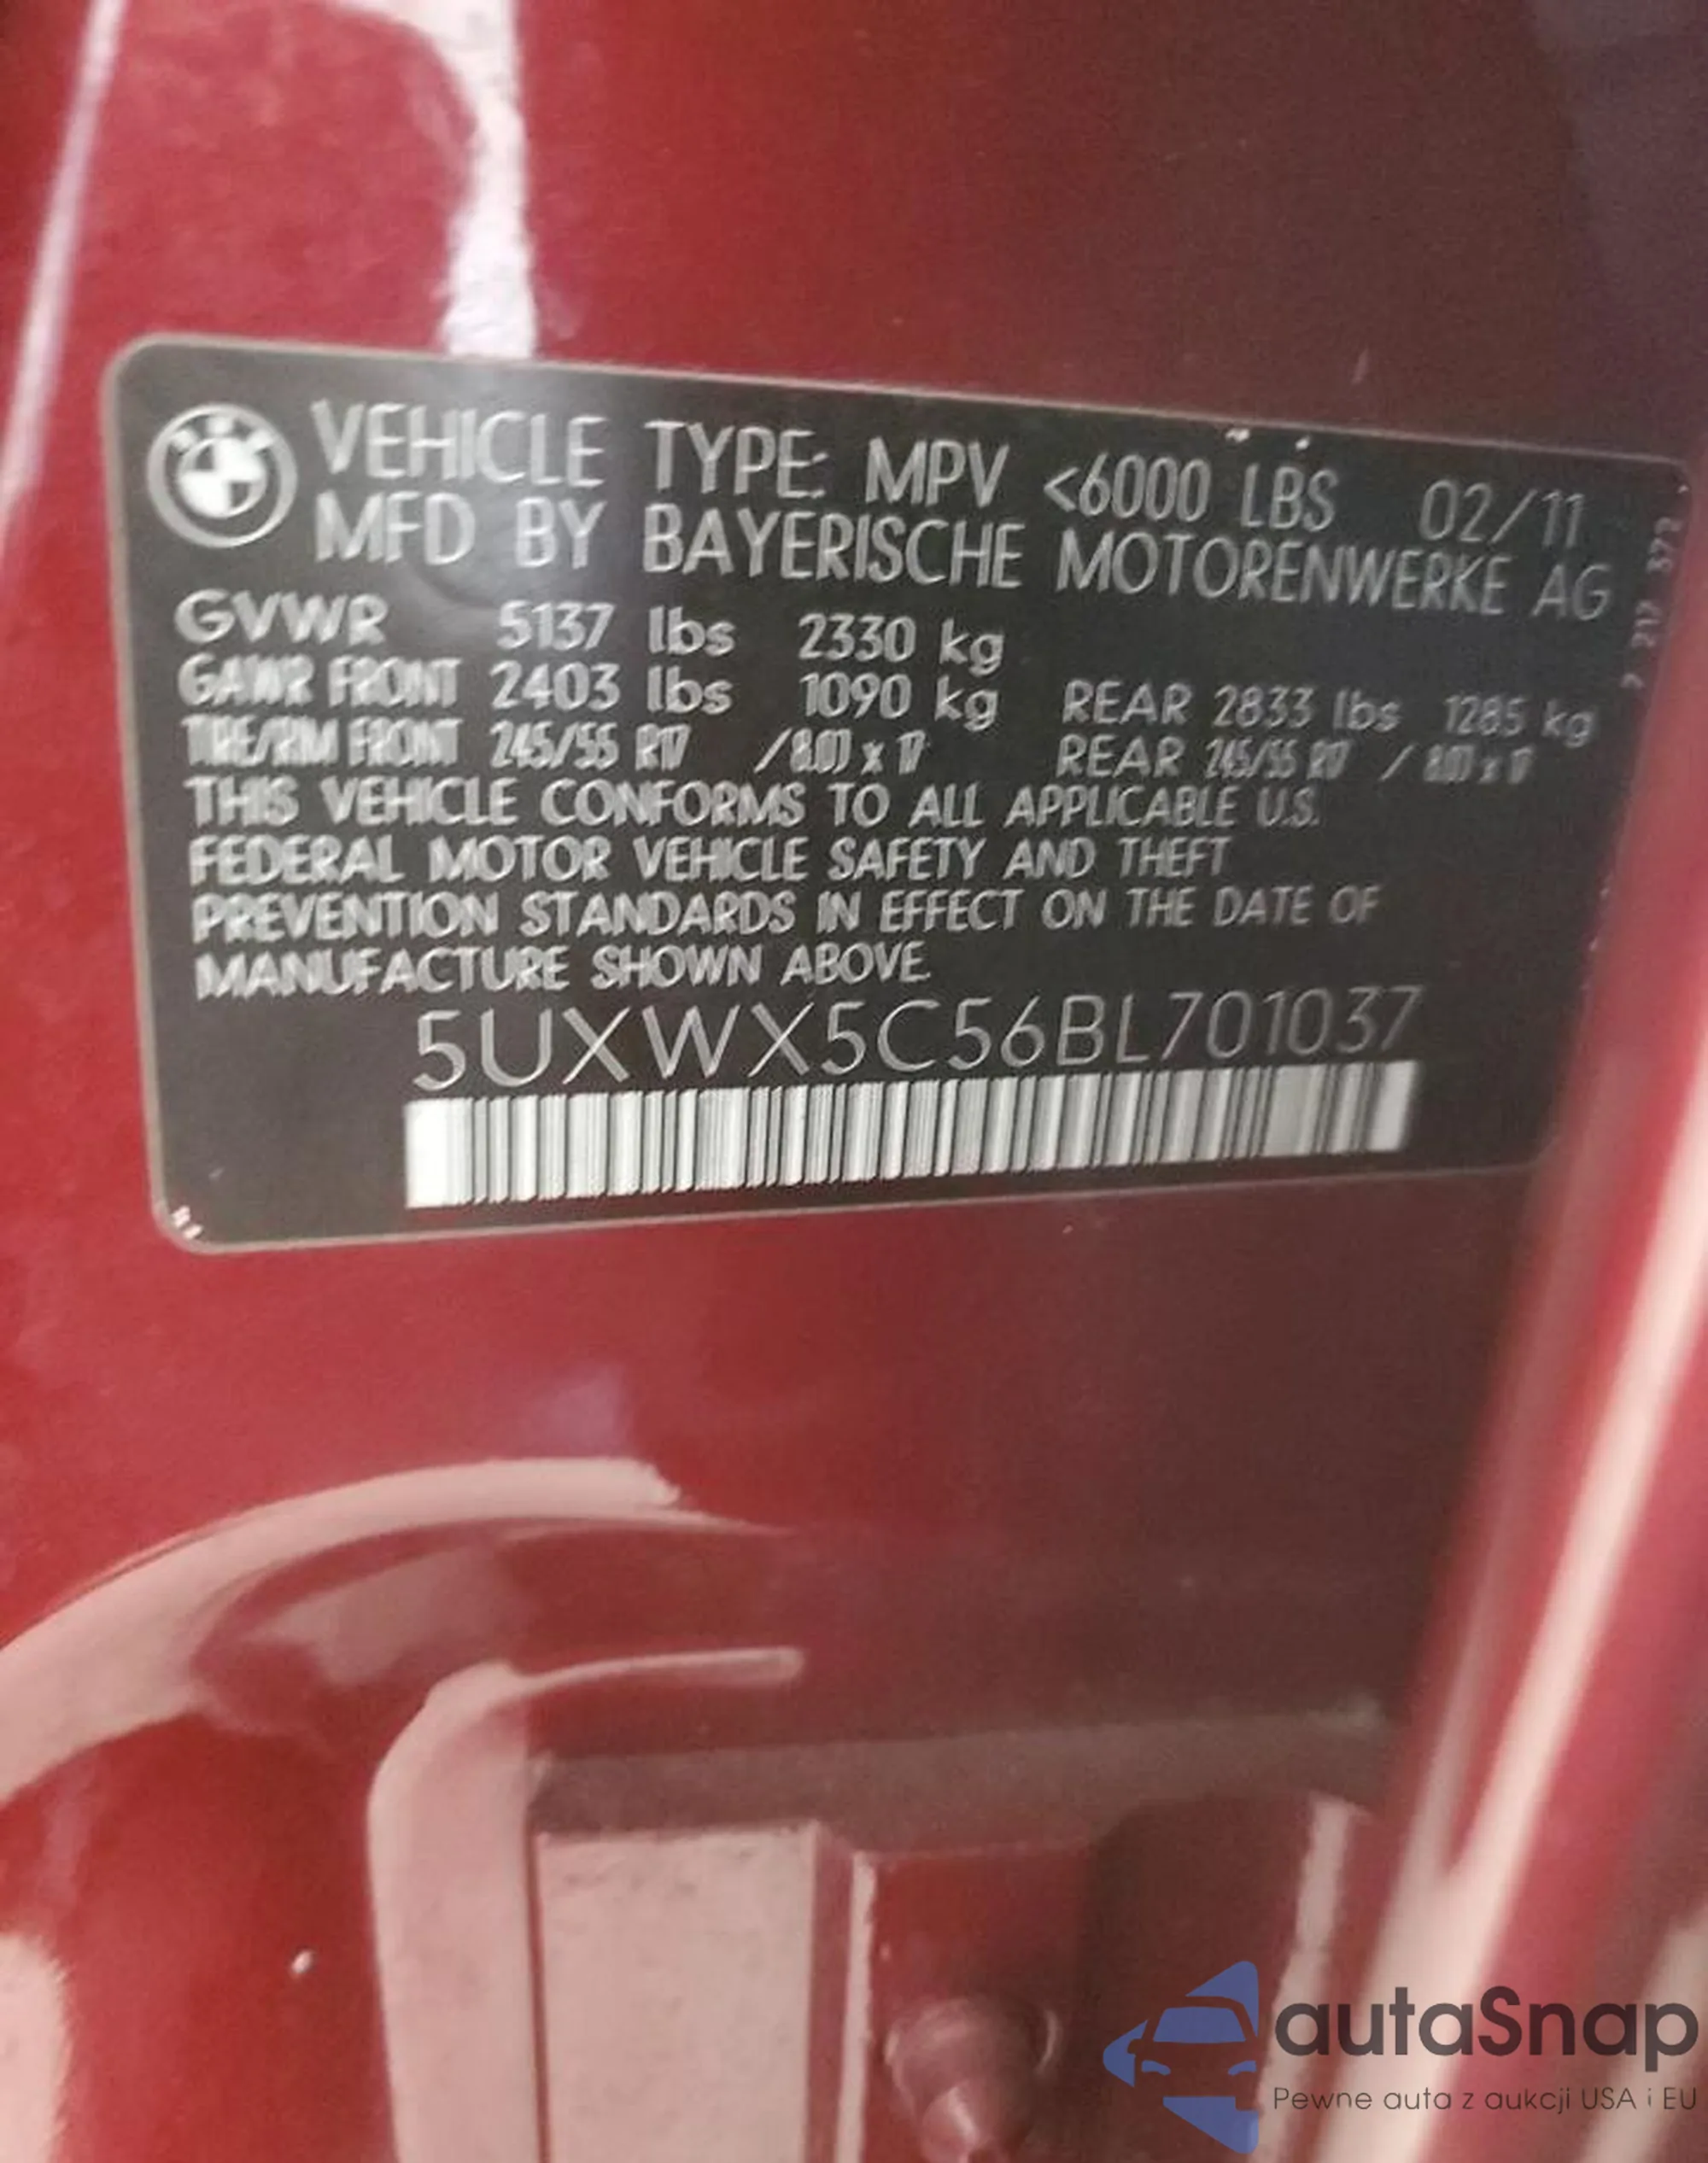 VEHICLE TYPE: MPV <6000 LBS 02/11
MFD BY BAYERISCHE MOTORENWERKE AG
GVWR 5137 lbs 2330 kg
GAWR FRONT 2403 lbs 1090 kg REAR 2833 lbs 1285 kg
TIRE/RIM FRONT 245/55 R17 / 8.0J x 17 REAR 245/55 R17 / 8.0J x 17
THIS VEHICLE CONFORMS TO ALL APPLICABLE U.S.
FEDERAL MOTOR VEHICLE SAFETY AND THEFT
PREVENTION STANDARDS IN EFFECT ON THE DATE OF
MANUFACTURE SHOWN ABOVE.
5UXWX5C56BL701037
autaSnap
Pewne auta z aukcji USA i EU